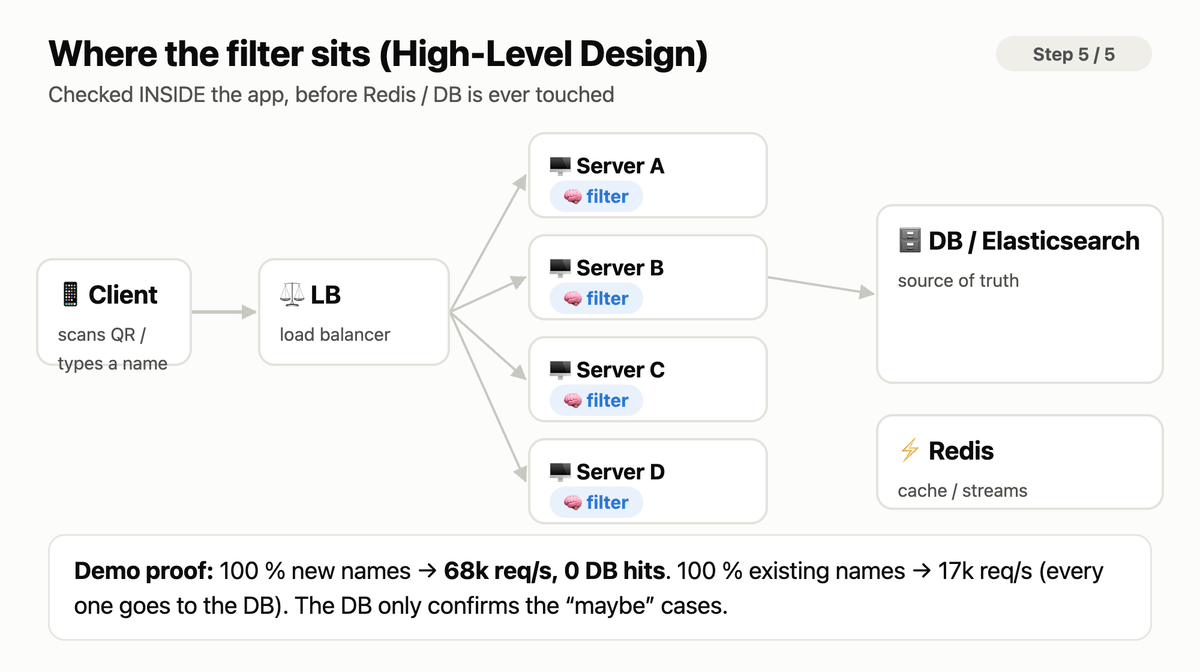 Where the filter sits (High-Level Design)
Step 5 / 5
Checked INSIDE the app, before Redis / DB is ever touched
Client
scans QR /
types a name
LB
load balancer
Server A
filter
Server B
filter
Server C
filter
Server D
filter
DB / Elasticsearch
source of truth
Redis
cache / streams
Demo proof: 100 % new names → 68k req/s, 0 DB hits. 100 % existing names → 17k req/s (every
one goes to the DB). The DB only confirms the “maybe” cases.